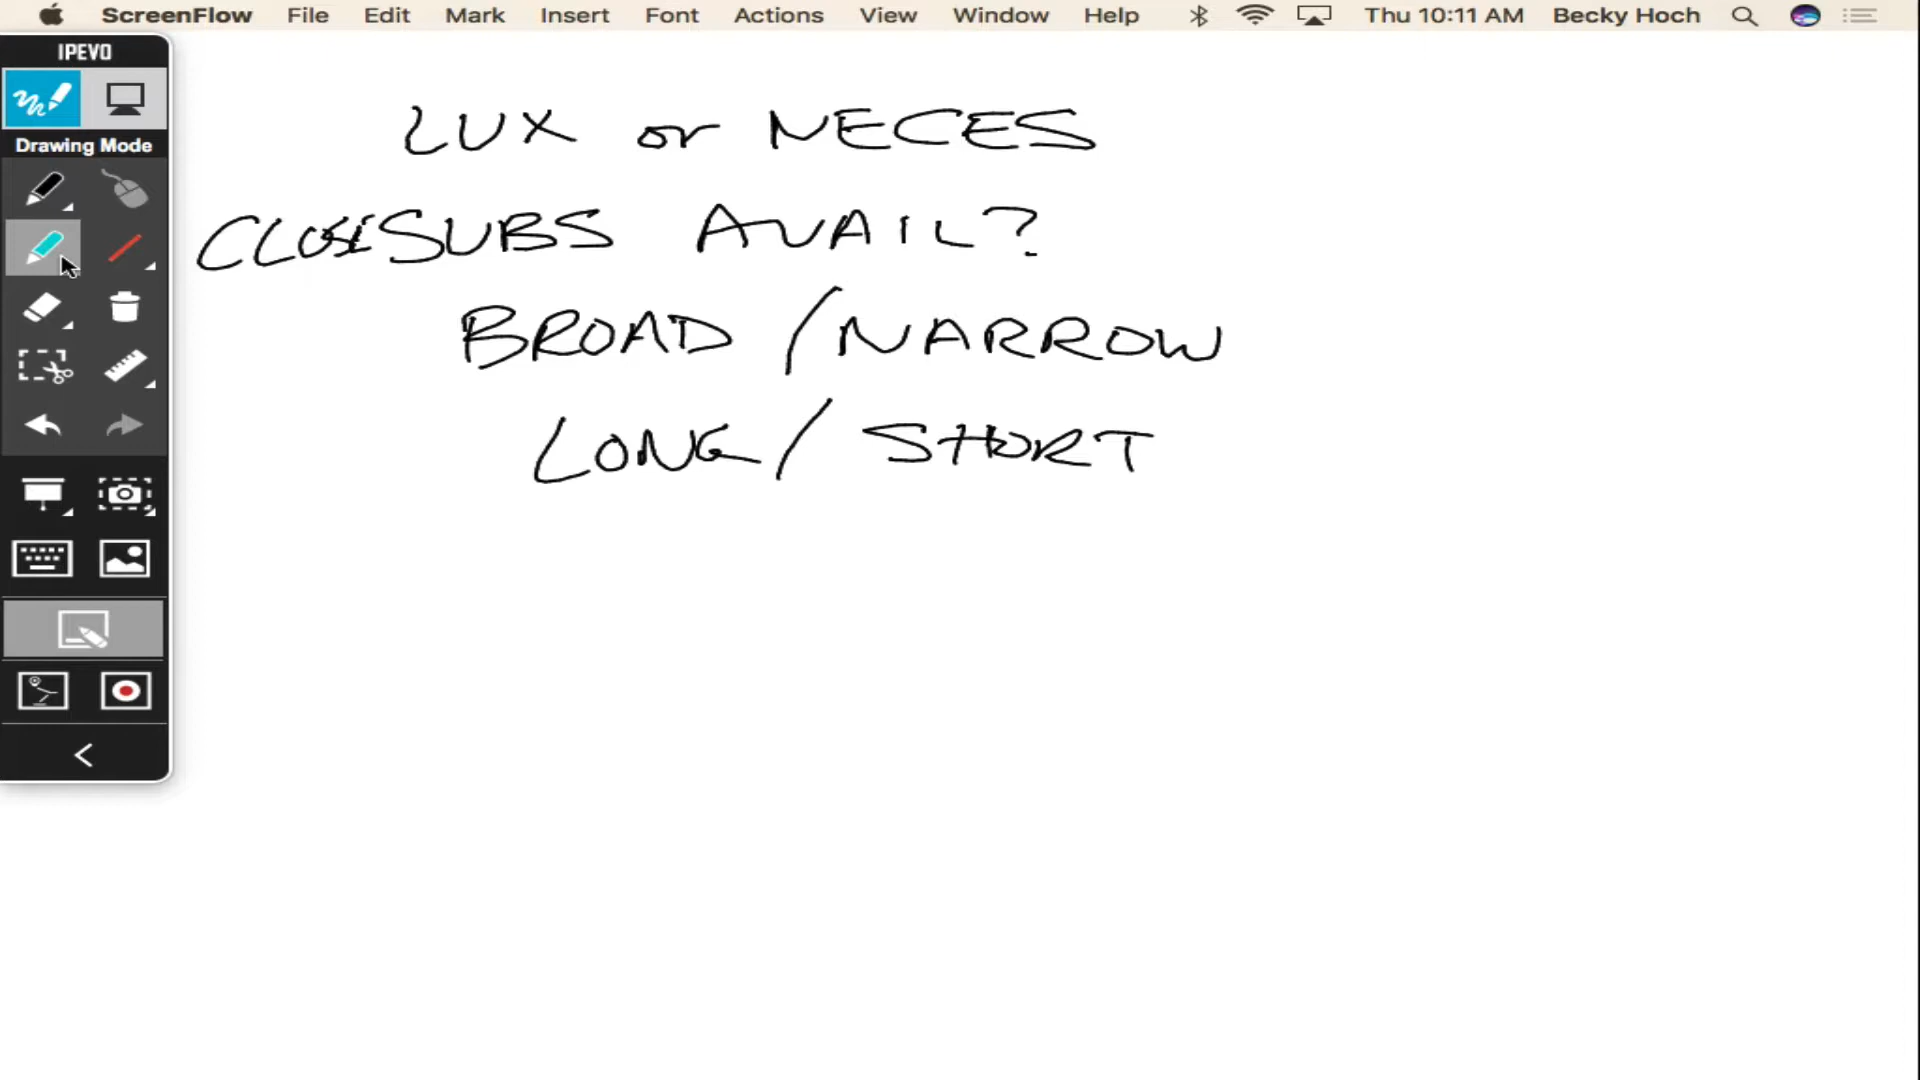 ScreenFlow File Edit Mark Insert Font Actions View Window Help Thu 10:11 AM Becky Hoch
IPEVO
Drawing Mode
LUX or NECES
CLOSE SUBS AVAIL?
BROAD / NARROW
LONG / SHORT